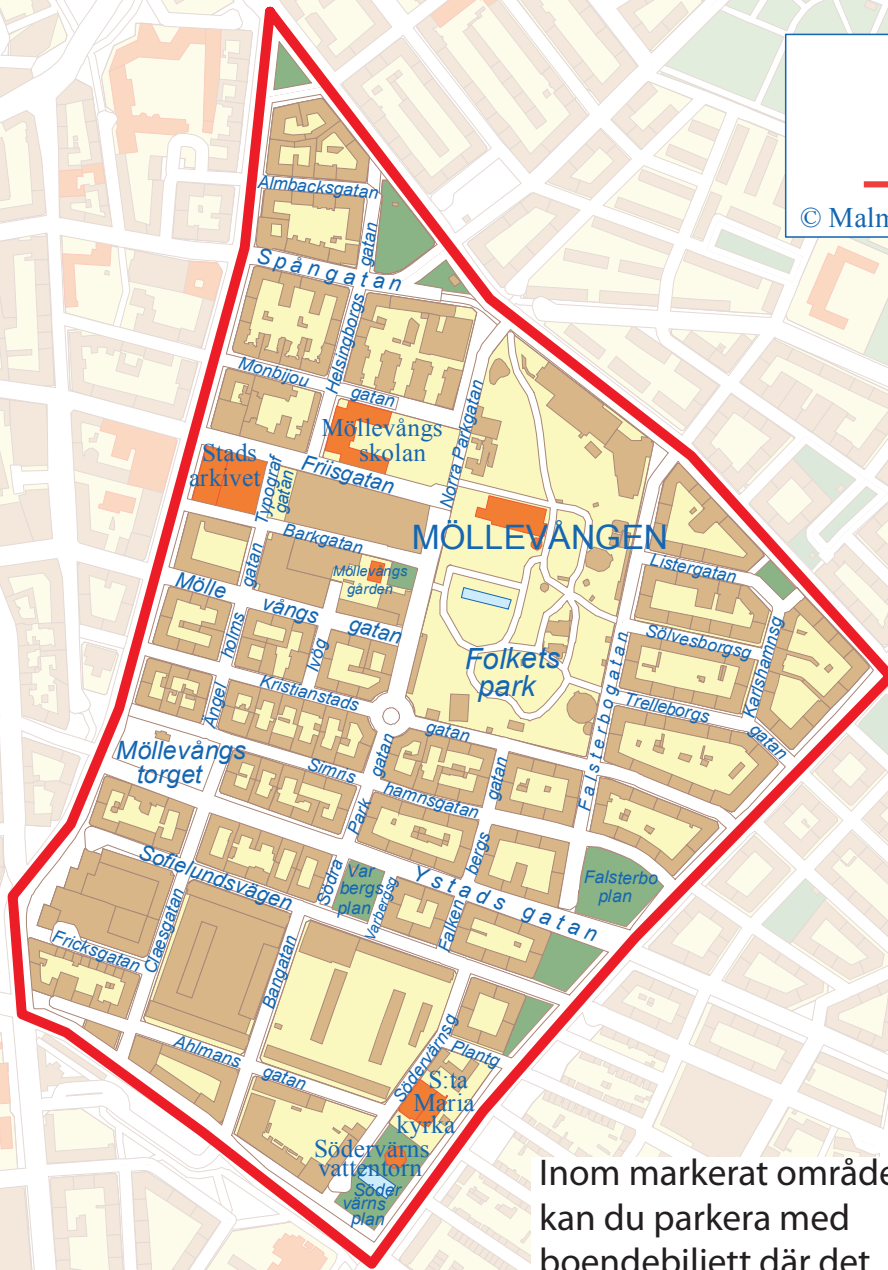 © Malm
Almbacksgatan
Spångatan
Helsingborgs
gatan
Monbijou
gatan
Möllevångs
skolan
Stads
arkivet
Friisgatan
Typograf
gatan
Norra Parkgatan
MÖLLEVÅNGEN
Barkgatan
Möllevångs
gården
Listergatan
Mölle
vångs
gatan
Ängel
holms
gatan
Ivög
Sölvesborgsg
Karlshamnsg
Folkets
park
Falsterbogatan
Trelleborgs
gatan
Kristianstads
gatan
Möllevångs
torget
Simris
hamnsgatan
Södra
Park
gatan
Falken
bergs
gatan
Sofielundsvägen
Var
bergs
plan
Varbergsg
Ystadsgatan
Falsterbo
plan
Claesgatan
Fricksgatan
Bangatan
Ahlmans
gatan
Södervärnsg
Plantg
S:ta
Maria
kyrka
Södervärns
vattentorn
Söder
värns
plan
Inom markerat område
kan du parkera med
boendebiljett där det